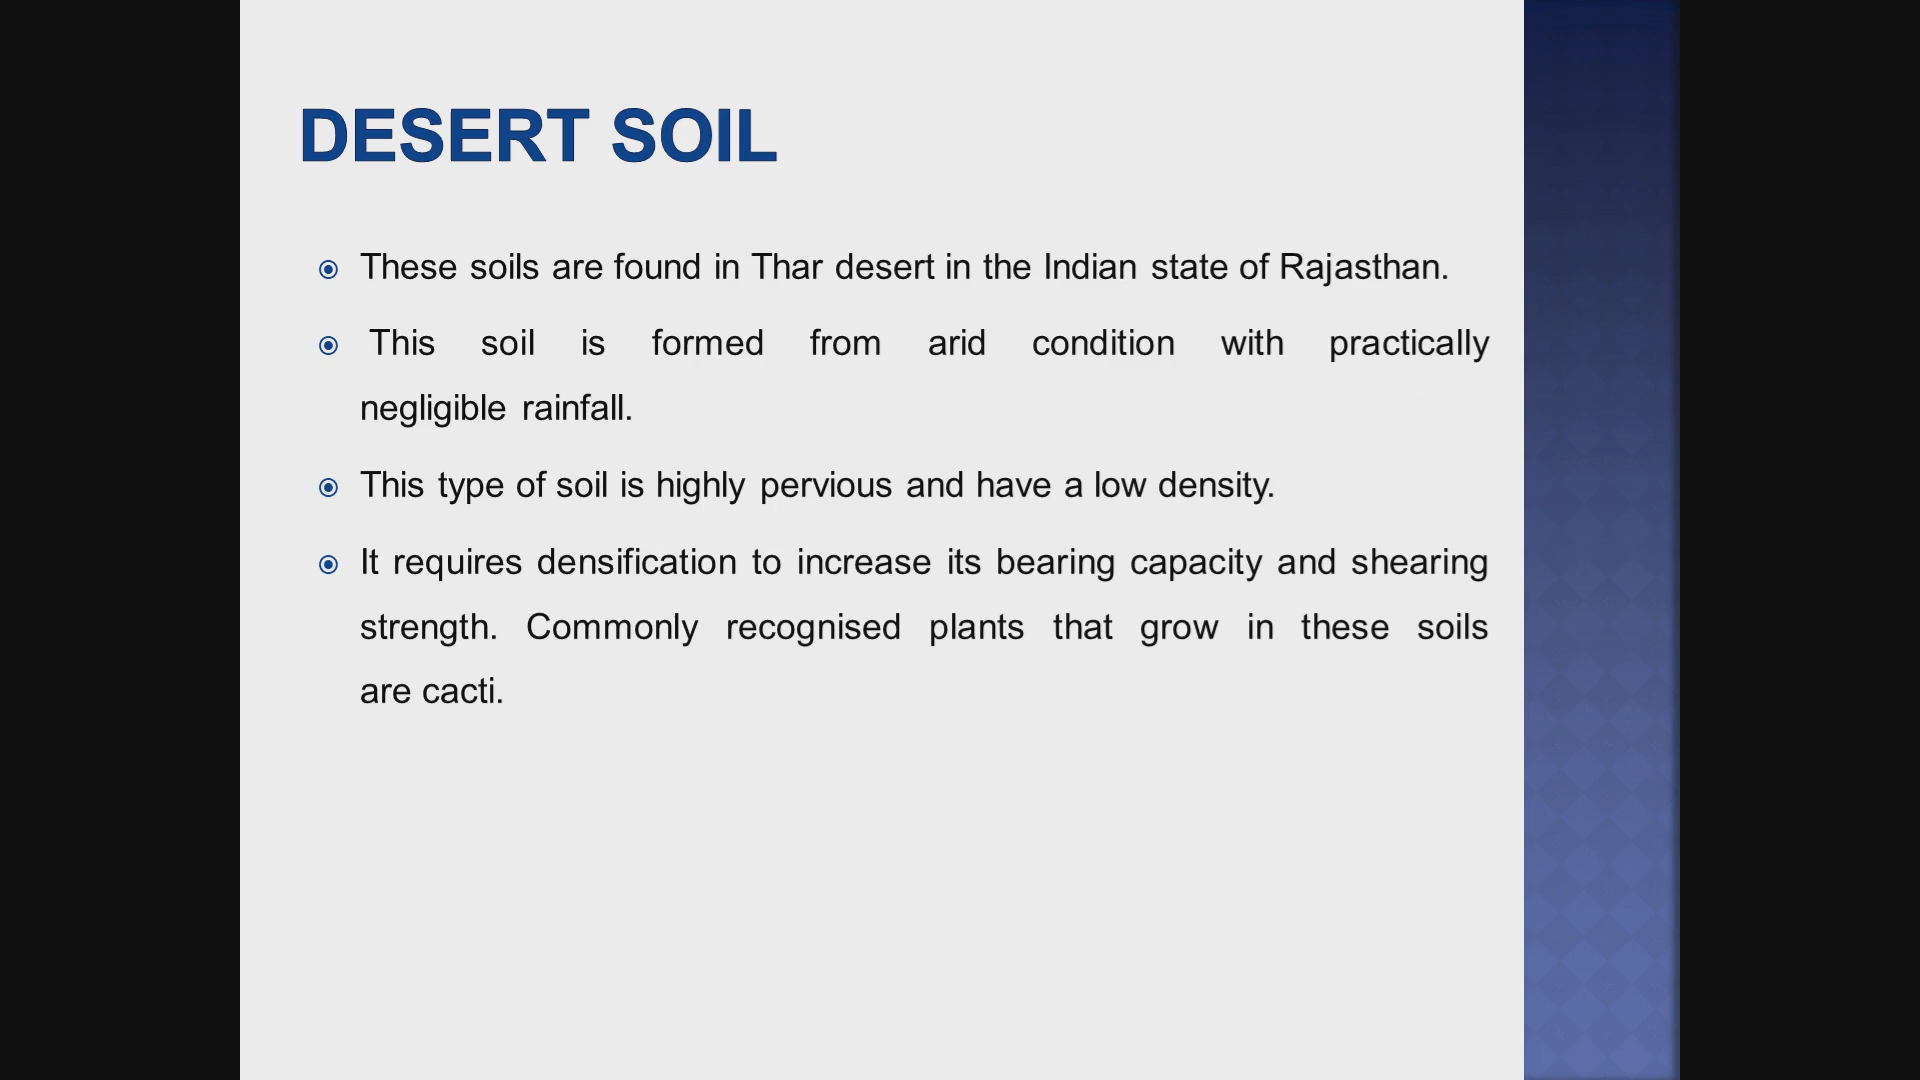 DESERT SOIL
These soils are found in Thar desert in the Indian state of Rajasthan.
This soil is formed from arid condition with practically
negligible rainfall.
This type of soil is highly pervious and have a low density.
It requires densification to increase its bearing capacity and shearing
strength. Commonly recognised plants that grow in these soils
are cacti.